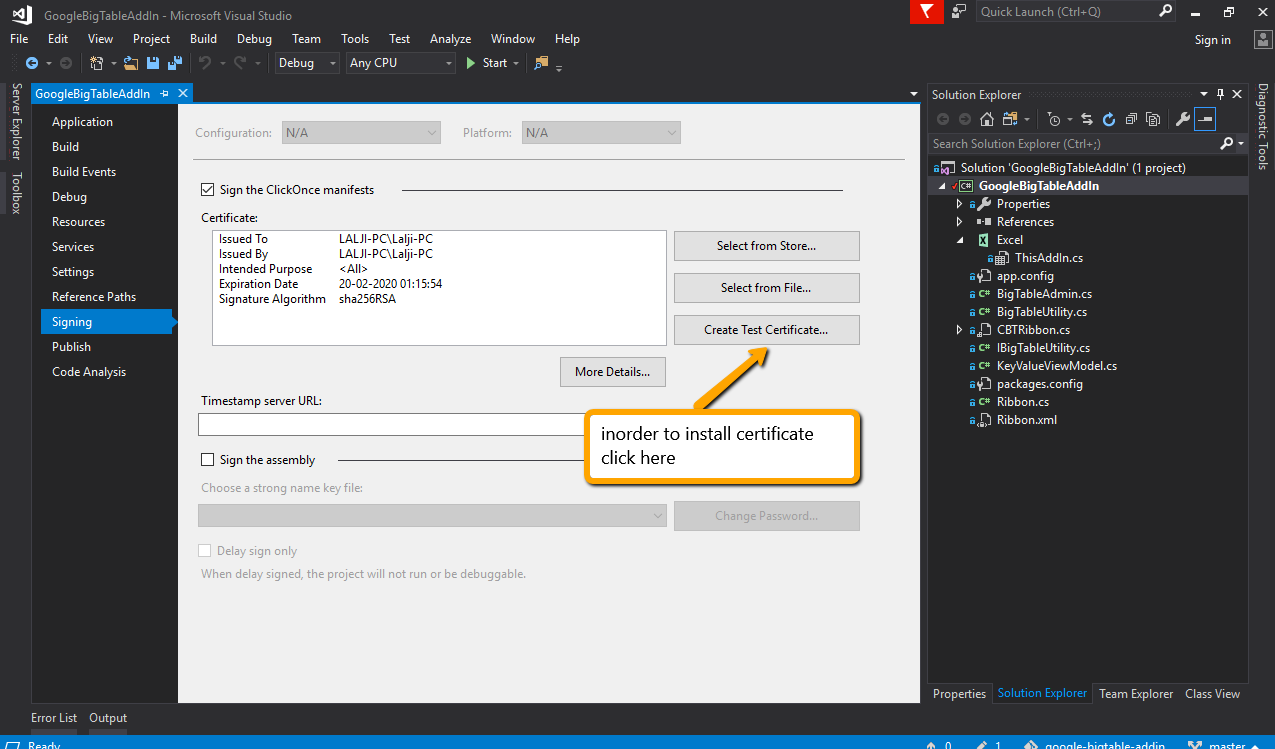 GoogleBigTableAddIn - Microsoft Visual Studio
Quick Launch (Ctrl+Q)
File Edit View Project Build Debug Team Tools Test Analyze Window Help
Sign in
Debug Any CPU Start
Server Explorer
Toolbox
GoogleBigTableAddIn
Application
Build
Build Events
Debug
Resources
Services
Settings
Reference Paths
Signing
Publish
Code Analysis
Configuration: N/A Platform: N/A
Sign the ClickOnce manifests
Certificate:
Issued To LALJI-PC\Lalji-PC
Issued By LALJI-PC\Lalji-PC
Intended Purpose <All>
Expiration Date 20-02-2020 01:15:54
Signature Algorithm sha256RSA
Select from Store...
Select from File...
Create Test Certificate...
More Details...
Timestamp server URL:
inorder to install certificate
click here
Sign the assembly
Choose a strong name key file:
Change Password...
Delay sign only
When delay signed, the project will not run or be debuggable.
Solution Explorer
Search Solution Explorer (Ctrl+;)
Solution 'GoogleBigTableAddIn' (1 project)
C# GoogleBigTableAddIn
Properties
References
Excel
ThisAddIn.cs
app.config
C# BigTableAdmin.cs
C# BigTableUtility.cs
CBTRibbon.cs
C# IBigTableUtility.cs
C# KeyValueViewModel.cs
packages.config
C# Ribbon.cs
Ribbon.xml
Properties Solution Explorer Team Explorer Class View
Diagnostic Tools
Error List Output
Ready 0 1 google-bigtable-addin master